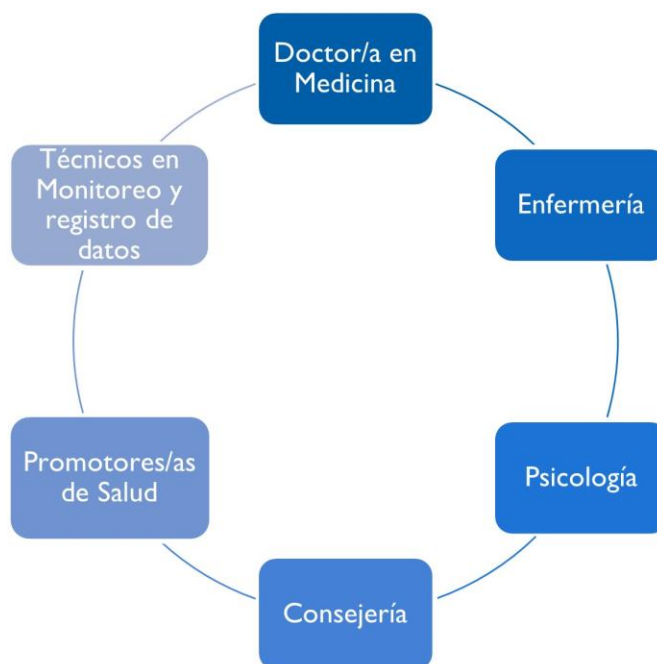 Doctor/a en
Medicina
Enfermería
Psicología
Consejería
Promotores/as
de Salud
Técnicos en
Monitoreo y
registro de
datos